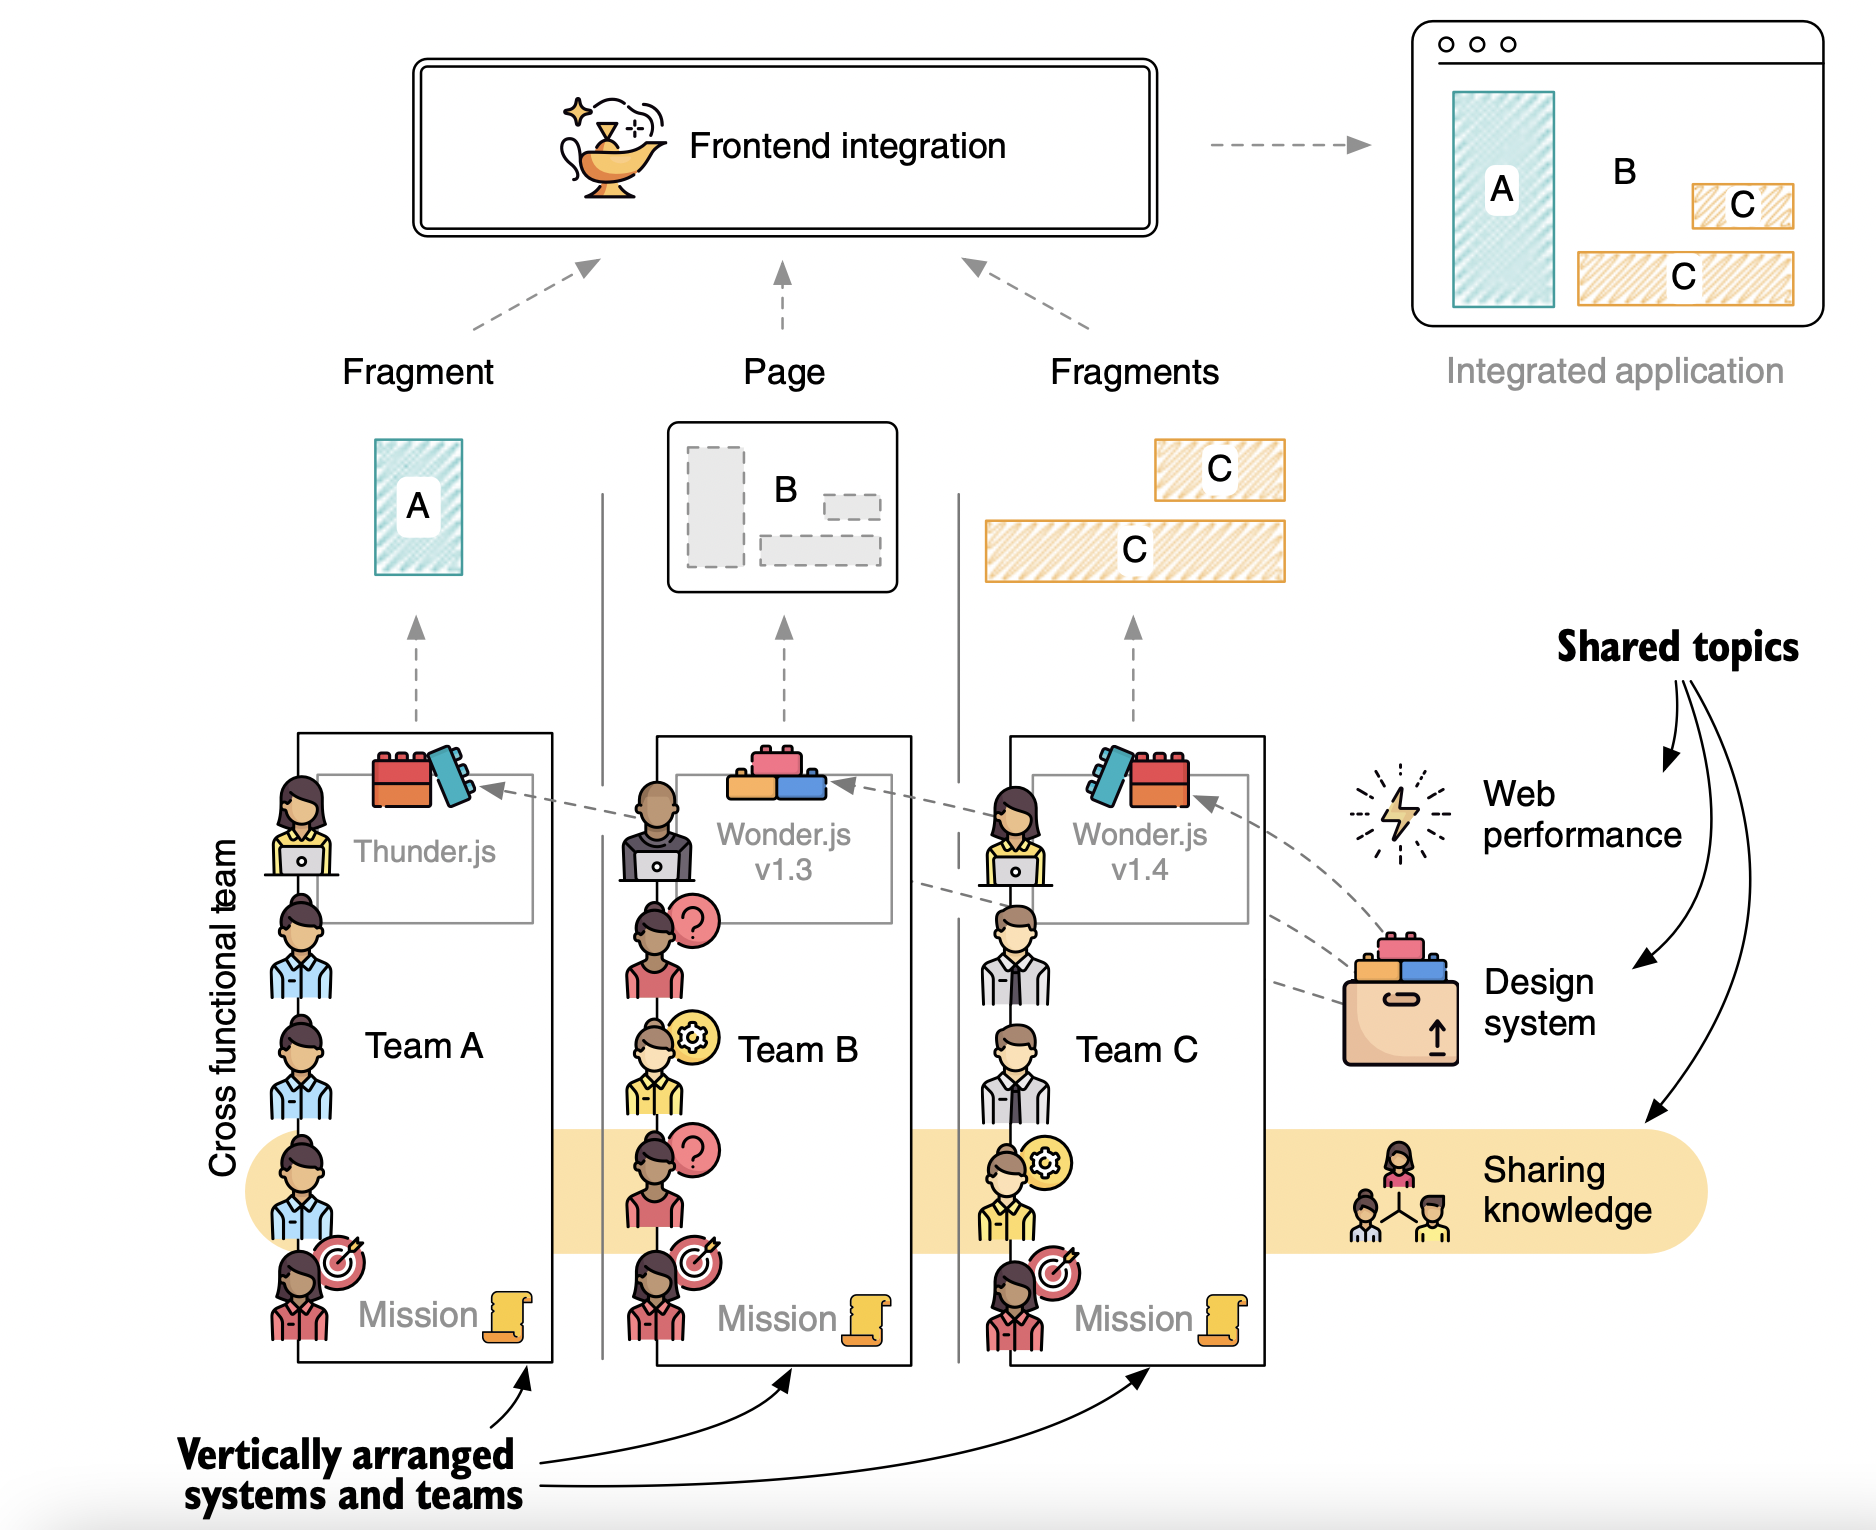 Frontend integration
A
B
C
C
Integrated application
Fragment
Page
Fragments
A
B
C
C
Shared topics
Thunder.js
Wonder.js
v1.3
Wonder.js
v1.4
Web
performance
?
Cross functional team
Team A
Team B
Team C
Design
system
?
Sharing
knowledge
Mission
Mission
Mission
Vertically arranged
systems and teams